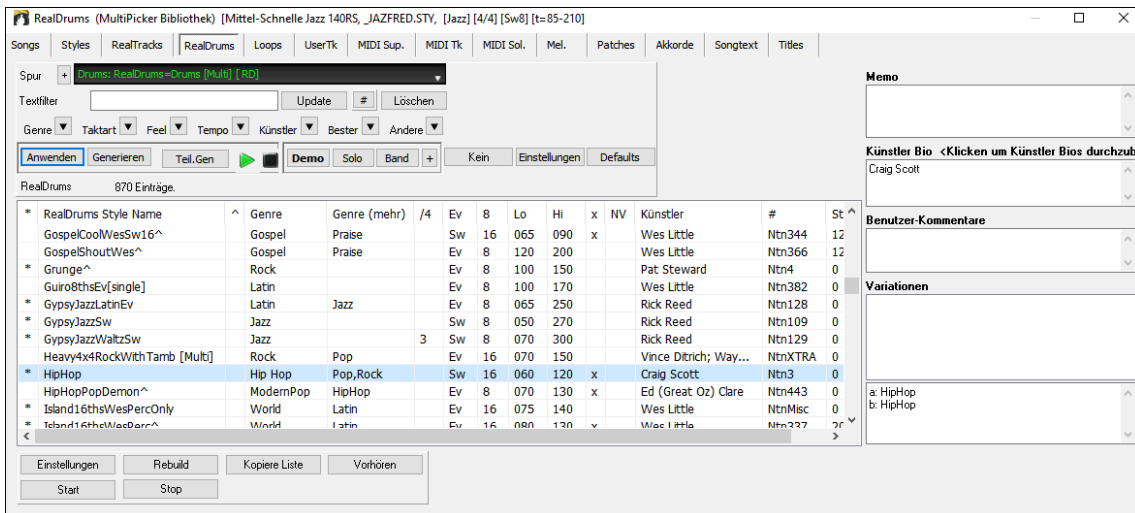 RealDrums (MultiPicker Bibliothek) [Mittel-Schnelle Jazz 140RS, _JAZFRED.STY, [Jazz] [4/4] [Sw8] [t=85-210]
Songs Styles RealTracks RealDrums Loops UserTk MIDI Sup. MIDI Tk MIDI Sol. Mel. Patches Akkorde Songtext Titles
Spur + Drums: RealDrums=Drums [Multi] [ RD]
Textfilter Update # Löschen
Genre Taktart Feel Tempo Künstler Bester Andere
Anwenden Generieren Teil.Gen Demo Solo Band + Kein Einstellungen Defaults
RealDrums 870 Einträge.
* RealDrums Style Name ^ Genre Genre (mehr) /4 Ev 8 Lo Hi x NV Künstler # St
GospelCoolWesSw16^ Gospel Praise Sw 16 065 090 x Wes Little Ntn344 12
GospelShoutWes^ Gospel Praise Ev 8 120 200 Wes Little Ntn366 12
* Grunge^ Rock Ev 8 100 150 Pat Steward Ntn4 0
Guiro8thsEv[single] Latin Ev 8 100 170 Wes Little Ntn382 0
* GypsyJazzLatinEv Latin Jazz Ev 8 065 250 Rick Reed Ntn128 0
* GypsyJazzSw Jazz Sw 8 050 270 Rick Reed Ntn109 0
* GypsyJazzWaltzSw Jazz 3 Sw 8 070 300 Rick Reed Ntn129 0
Heavy4x4RockWithTamb [Multi] Rock Pop Ev 16 070 150 Vince Ditrich; Way... NtnXTRA 0
* HipHop Hip Hop Pop,Rock Sw 16 060 120 x Craig Scott Ntn3 0
HipHopPopDemon^ ModernPop HipHop Ev 8 070 130 x Ed (Great Oz) Clare Ntn443 0
* Island16thsWesPercOnly World Latin Ev 16 075 140 Wes Little NtnMisc 0
* Island16thsWesPerc^ World Latin Ev 16 080 130 x Wes Little Ntn337 20
Einstellungen Rebuild Kopiere Liste Vorhören
Start Stop
Memo
Künstler Bio <Klicken um Künstler Bios durchzub
Craig Scott
Benutzer-Kommentare
Variationen
a: HipHop
b: HipHop